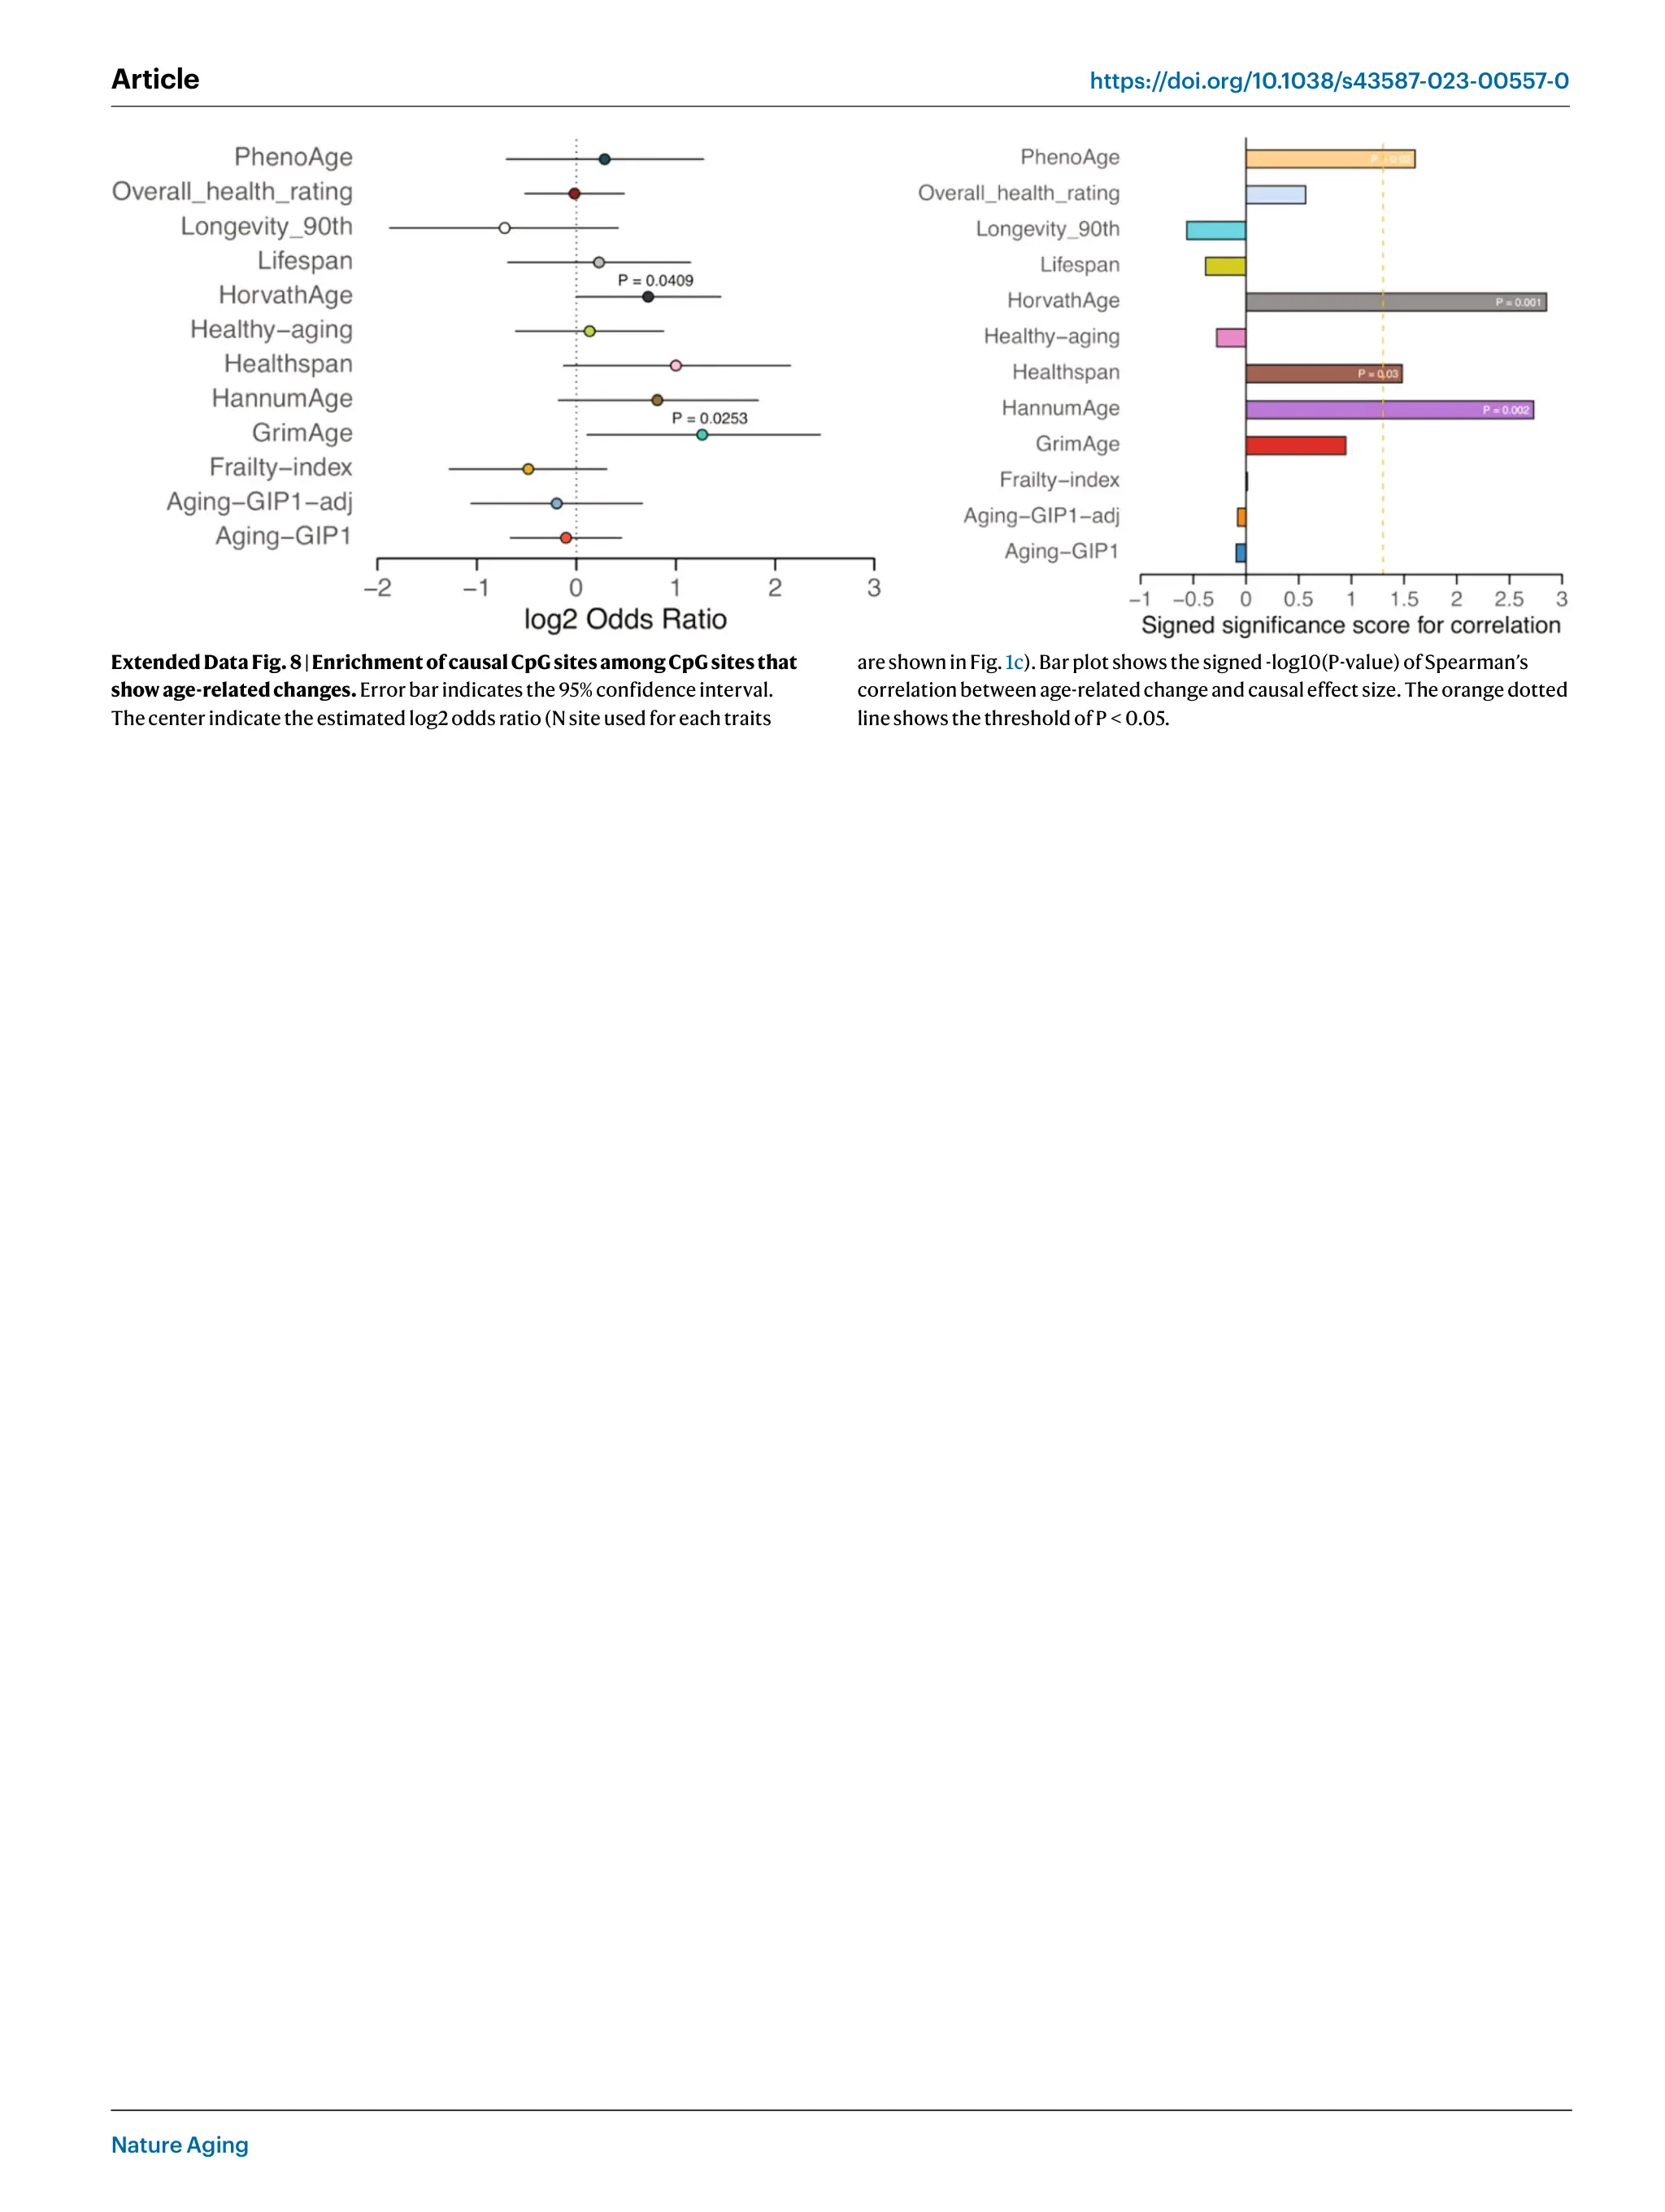 Article
https://doi.org/10.1038/s43587-023-00557-0
PhenoAge
Overall_health_rating
Longevity_90th
Lifespan
P = 0.0409
HorvathAge
Healthy−aging
Healthspan
HannumAge
P = 0.0253
GrimAge
Frailty−index
Aging−GIP1−adj
Aging−GIP1
−2 −1 0 1 2 3
log2 Odds Ratio
PhenoAge P = 0.02
Overall_health_rating
Longevity_90th
Lifespan
HorvathAge P = 0.001
Healthy−aging
Healthspan P = 0.03
HannumAge P = 0.002
GrimAge
Frailty−index
Aging−GIP1−adj
Aging−GIP1
−1 −0.5 0 0.5 1 1.5 2 2.5 3
Signed significance score for correlation
Extended Data Fig. 8 | Enrichment of causal CpG sites among CpG sites that
show age-related changes. Error bar indicates the 95% confidence interval.
The center indicate the estimated log2 odds ratio (N site used for each traits
are shown in Fig. 1c). Bar plot shows the signed -log10(P-value) of Spearman’s
correlation between age-related change and causal effect size. The orange dotted
line shows the threshold of P < 0.05.
Nature Aging